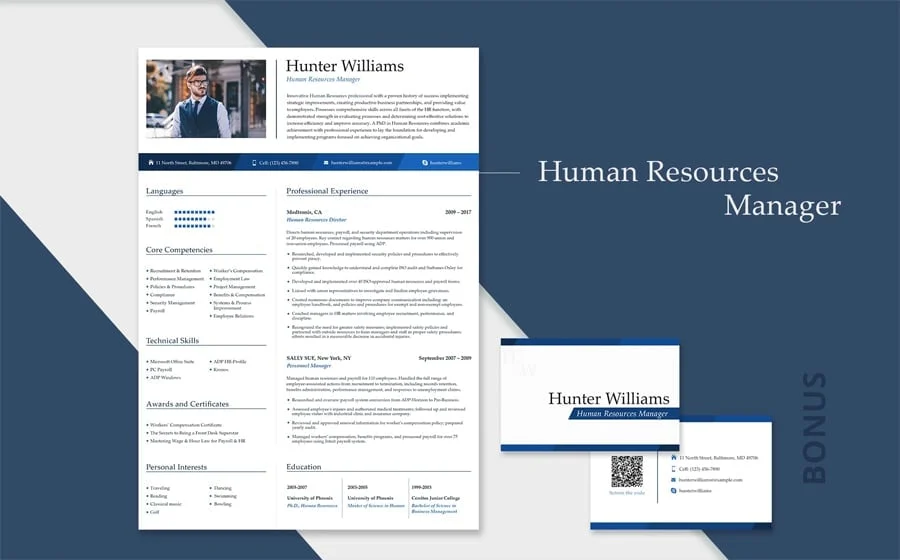 Hunter Williams
Human Resources Manager
Innovative Human Resources professional with a proven history of success implementing
strategic improvements, creating productive business partnerships, and providing value
to employees. Possesses comprehensive skills across all facets of the HR function, with
demonstrated strength in evaluating processes and determining cost-effective solutions to
increase efficiency and improve accuracy. A PhD in Human Resources combines academic
achievement with professional experience to lay the foundation for developing and
implementing programs focused on achieving organizational goals.
11 North Street, Baltimore, MD 49706
Cell: (123) 456-7890
hunterwilliams@example.com
hunterwilliams
Languages
English
Spanish
French
Core Competencies
Recruitment & Retention
Performance Management
Policies & Procedures
Compliance
Security Management
Payroll
Worker's Compensation
Employment Law
Project Management
Benefits & Compensation
Systems & Process
Improvement
Employee Relations
Technical Skills
Microsoft Office Suite
PC Payroll
ADP Windows
ADP HR-Profile
Kronos
Awards and Certificates
Workers' Compensation Certificate
The Secrets to Being a Front Desk Superstar
Mastering Wage & Hour Law for Payroll & HR
Personal Interests
Traveling
Reading
Classical music
Golf
Dancing
Swimming
Bowling
Professional Experience
Medtronis, CA
2009 – 2017
Human Resources Director
Directs human resources, payroll, and security department operations including supervision
of 20 employees. Key contact regarding human resources matters for over 900 union and
non-union employees. Processed payroll using ADP.
Researched, developed and implemented security policies and procedures to effectively
prevent piracy.
Quickly gained knowledge to understand and complete ISO audit and Sarbanes Oxley for
compliance.
Developed and implemented over 40 ISO approved human resources and payroll forms.
Liaised with union representatives to investigate and finalize employee grievances.
Created numerous documents to improve company communication including: an
employee handbook, and policies and procedures for exempt and non-exempt employees.
Coached managers in HR matters involving employee recruitment, performance, and
discipline.
Recognized the need for greater safety measures; implemented safety policies and
partnered with outside resources to train managers and staff in proper safety procedures;
efforts resulted in a measurable decrease in accidents injuries.
SALLY SUE, New York, NY
September 2007 – 2009
Personnel Manager
Managed human resources and payroll for 110 employees. Handled the full range of
employee-associated actions from recruitment to termination, including records retention,
benefits administration, performance management, and responses to unemployment claims.
Researched and oversaw payroll system conversion from ADP-Horizon to Pro-Business
Assessed employee's injures and authorized medical treatments; follow up and reviewed
employee status with industrial clinic and insurance company.
Reviewed and approved renewal information for worker's compensation policy; prepared
yearly audit.
Managed workers' compensation, benefits programs, and processed payroll for over 75
employees using Intuit payroll system.
Education
2005-2007
University of Phoenix
Ph.D., Human Resources
2003-2005
University of Phoenix
Master of Science in Human
1999-2003
Cerritos Junior College
Bachelor of Science in
Business Management
Human Resources
Manager
Hunter Williams
Human Resources Manager
11 North Street, Baltimore, MD 49706
Cell: (123) 456-7890
hunterwilliams@example.com
hunterwilliams
BONUS